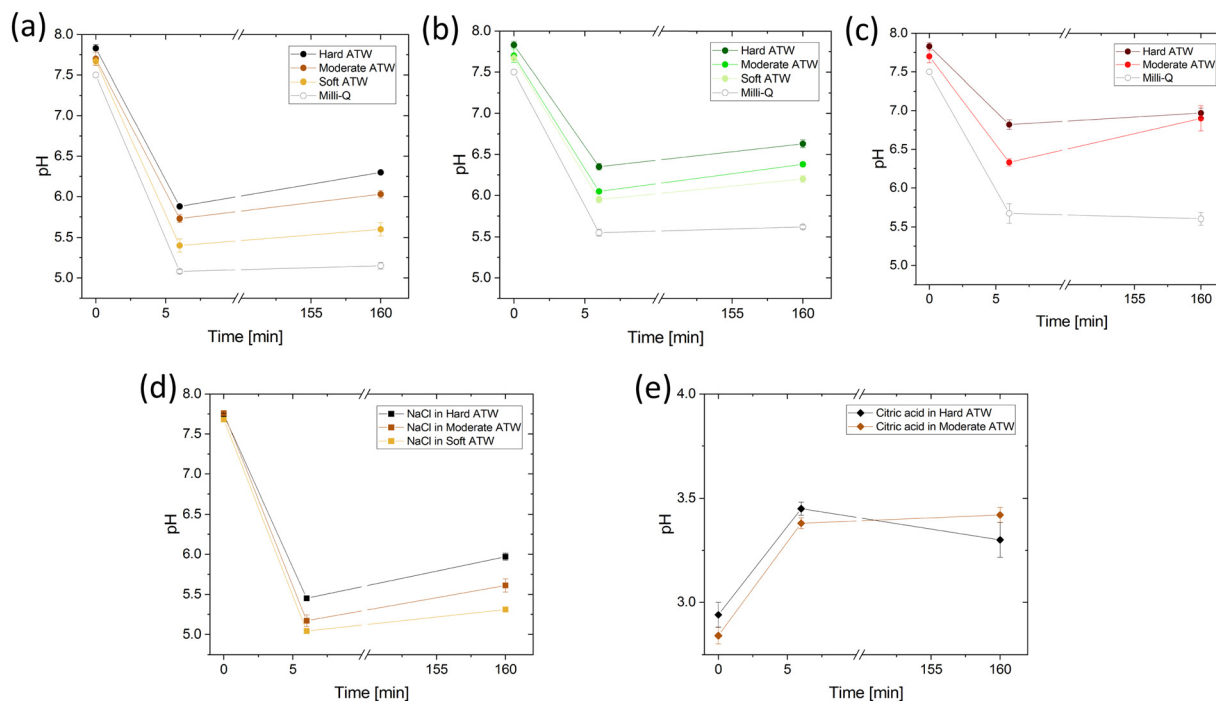 (a)
8.0
7.5
7.0
6.5
6.0
5.5
5.0
pH
0
5
155
160
Time [min]
Hard ATW
Moderate ATW
Soft ATW
Milli-Q
(b)
8.0
7.5
7.0
6.5
6.0
5.5
5.0
pH
0
5
155
160
Time [min]
Hard ATW
Moderate ATW
Soft ATW
Milli-Q
(c)
8.0
7.5
7.0
6.5
6.0
5.5
5.0
pH
0
5
155
160
Time [min]
Hard ATW
Moderate ATW
Milli-Q
(d)
8.0
7.5
7.0
6.5
6.0
5.5
5.0
pH
0
5
155
160
Time [min]
NaCl in Hard ATW
NaCl in Moderate ATW
NaCl in Soft ATW
(e)
4.0
3.5
3.0
pH
0
5
155
160
Time [min]
Citric acid in Hard ATW
Citric acid in Moderate ATW